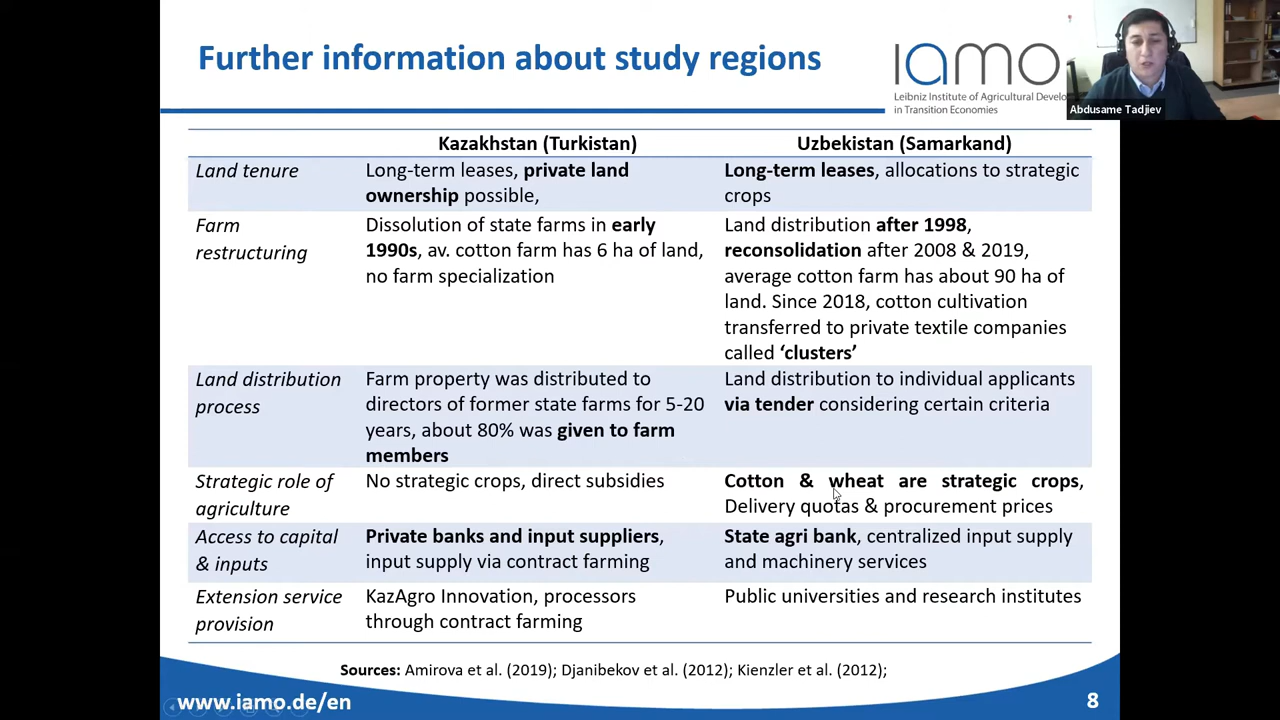 Further information about study regions
iamo
Leibniz Institute of Agricultural Develo
in Transition Economies
Abdusame Tadjiev
Kazakhstan (Turkistan)
Uzbekistan (Samarkand)
Land tenure
Long-term leases, private land
ownership possible,
Long-term leases, allocations to strategic
crops
Farm
restructuring
Dissolution of state farms in early
1990s, av. cotton farm has 6 ha of land,
no farm specialization
Land distribution after 1998,
reconsolidation after 2008 & 2019,
average cotton farm has about 90 ha of
land. Since 2018, cotton cultivation
transferred to private textile companies
called ‘clusters’
Land distribution
process
Farm property was distributed to
directors of former state farms for 5-20
years, about 80% was given to farm
members
Land distribution to individual applicants
via tender considering certain criteria
Strategic role of
agriculture
No strategic crops, direct subsidies
Cotton & wheat are strategic crops,
Delivery quotas & procurement prices
Access to capital
& inputs
Private banks and input suppliers,
input supply via contract farming
State agri bank, centralized input supply
and machinery services
Extension service
provision
KazAgro Innovation, processors
through contract farming
Public universities and research institutes
Sources: Amirova et al. (2019); Djanibekov et al. (2012); Kienzler et al. (2012);
www.iamo.de/en
8